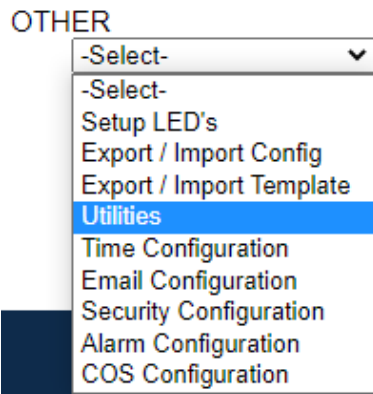 OTHER
-Select-
-Select-
Setup LED's
Export / Import Config
Export / Import Template
Utilities
Time Configuration
Email Configuration
Security Configuration
Alarm Configuration
COS Configuration